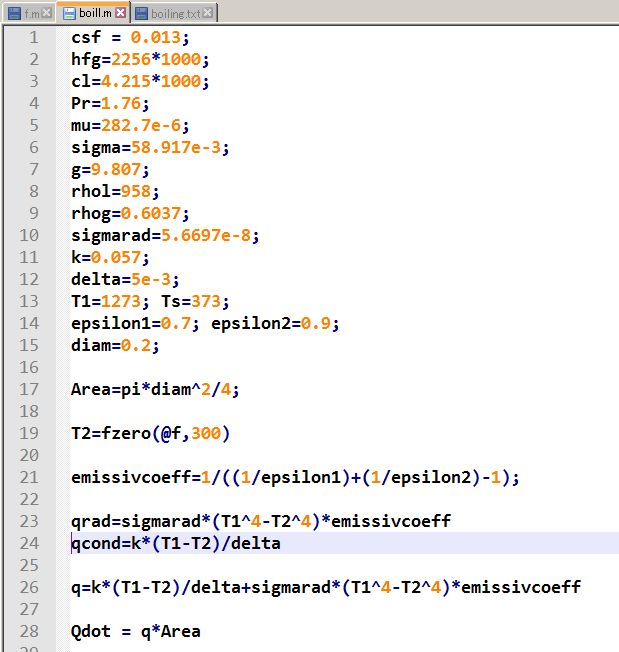 f.m boill.m boiling.txt
1 csf = 0.013;
2 hfg=2256*1000;
3 cl=4.215*1000;
4 Pr=1.76;
5 mu=282.7e-6;
6 sigma=58.917e-3;
7 g=9.807;
8 rhol=958;
9 rhog=0.6037;
10 sigmarad=5.6697e-8;
11 k=0.057;
12 delta=5e-3;
13 T1=1273; Ts=373;
14 epsilon1=0.7; epsilon2=0.9;
15 diam=0.2;
16
17 Area=pi*diam^2/4;
18
19 T2=fzero(@f,300)
20
21 emissivcoeff=1/((1/epsilon1)+(1/epsilon2)-1);
22
23 qrad=sigmarad*(T1^4-T2^4)*emissivcoeff
24 qcond=k*(T1-T2)/delta
25
26 q=k*(T1-T2)/delta+sigmarad*(T1^4-T2^4)*emissivcoeff
27
28 Qdot = q*Area